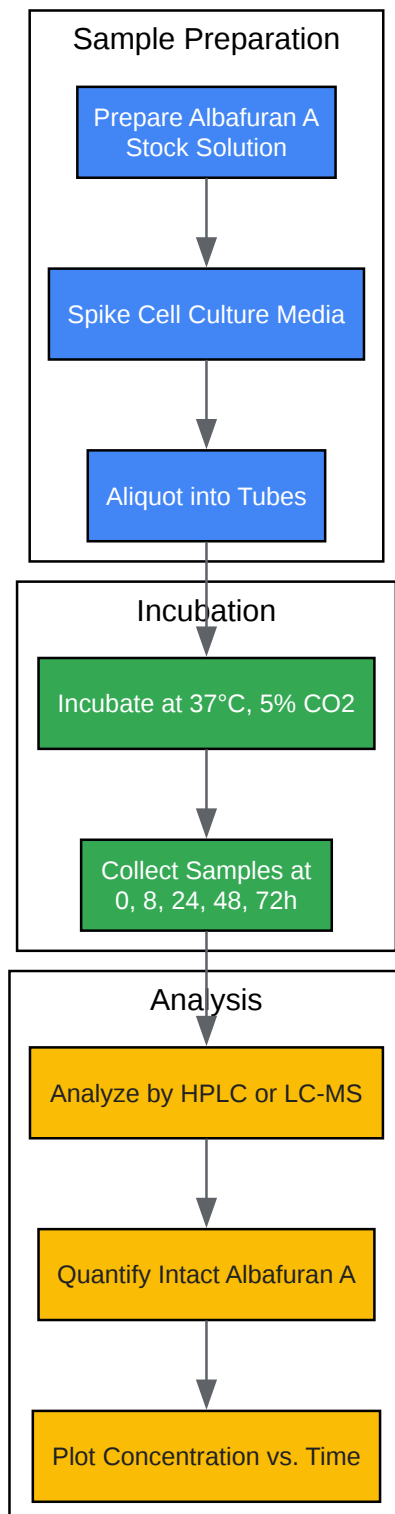 Sample Preparation
Prepare Albafuran A
Stock Solution
Spike Cell Culture Media
Aliquot into Tubes
Incubation
Incubate at 37°C, 5% CO2
Collect Samples at
0, 8, 24, 48, 72h
Analysis
Analyze by HPLC or LC-MS
Quantify Intact Albafuran A
Plot Concentration vs. Time